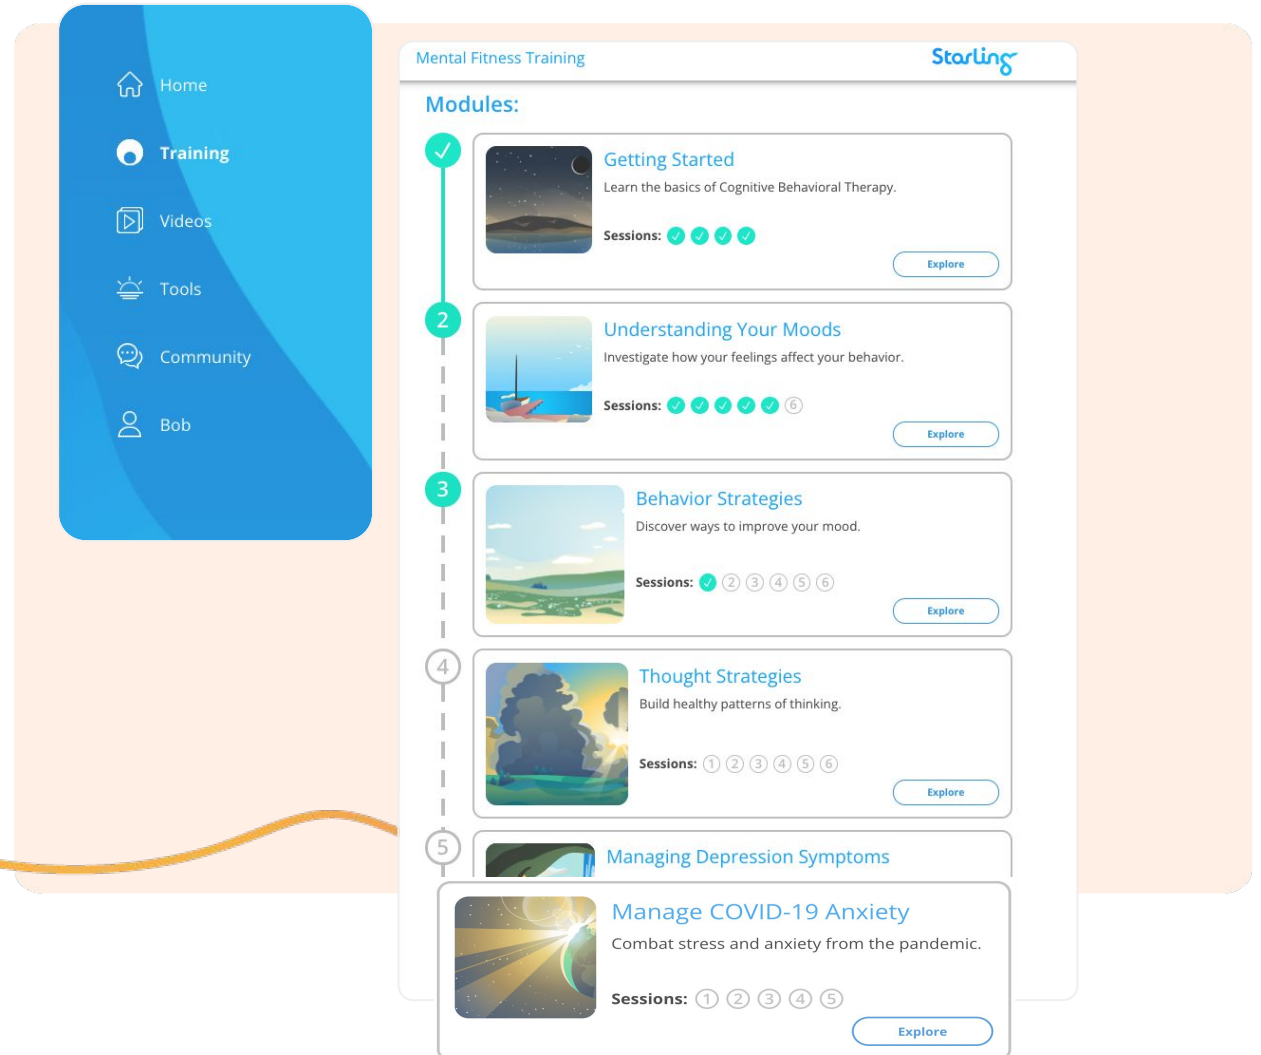 Home
Training
Videos
Tools
Community
Bob
Mental Fitness Training
Starling
Modules:
Getting Started
Learn the basics of Cognitive Behavioral Therapy.
Sessions:
Explore
2
Understanding Your Moods
Investigate how your feelings affect your behavior.
Sessions: 6
Explore
3
Behavior Strategies
Discover ways to improve your mood.
Sessions: 2 3 4 5 6
Explore
4
Thought Strategies
Build healthy patterns of thinking.
Sessions: 1 2 3 4 5 6
Explore
5
Managing Depression Symptoms
Manage COVID-19 Anxiety
Combat stress and anxiety from the pandemic.
Sessions: 1 2 3 4 5
Explore